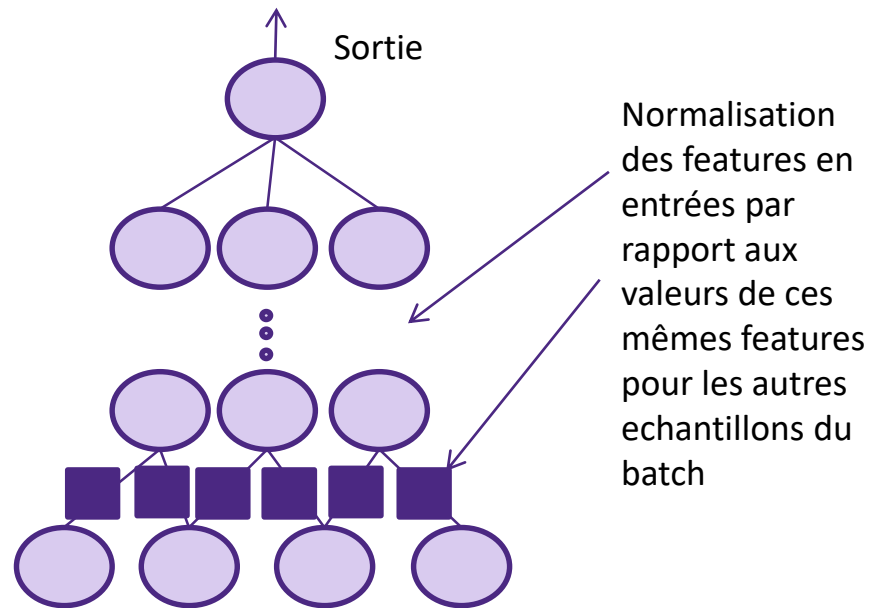 Sortie
Normalisation
des features en
entrées par
rapport aux
valeurs de ces
mêmes features
pour les autres
echantillons du
batch